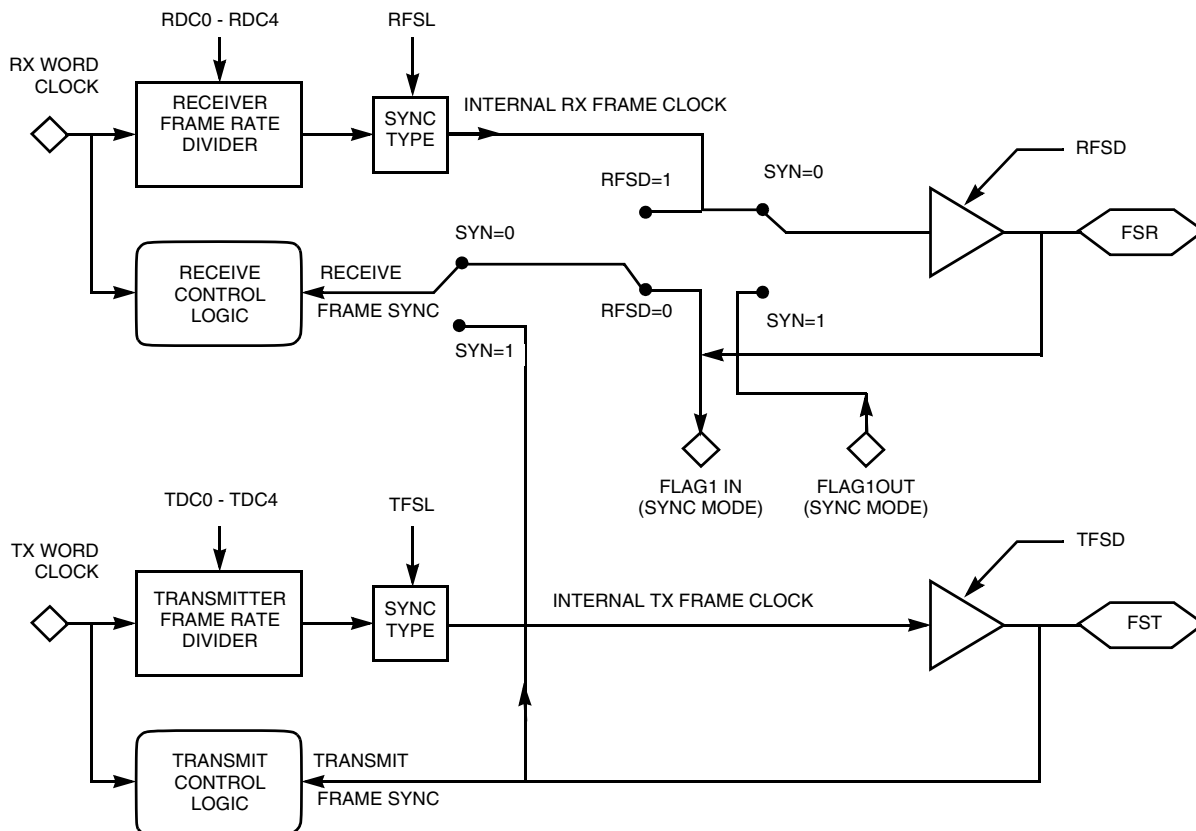 RDC0 - RDC4
RFSL
RX WORD
CLOCK
RECEIVER
FRAME RATE
DIVIDER
SYNC
TYPE
INTERNAL RX FRAME CLOCK
RFSD=1
SYN=0
RFSD
FSR
RECEIVE
CONTROL
LOGIC
RECEIVE
FRAME SYNC
SYN=0
SYN=1
RFSD=0
SYN=1
FLAG1 IN
(SYNC MODE)
FLAG1OUT
(SYNC MODE)
TDC0 - TDC4
TFSL
TX WORD
CLOCK
TRANSMITTER
FRAME RATE
DIVIDER
SYNC
TYPE
INTERNAL TX FRAME CLOCK
TFSD
FST
TRANSMIT
CONTROL
LOGIC
TRANSMIT
FRAME SYNC